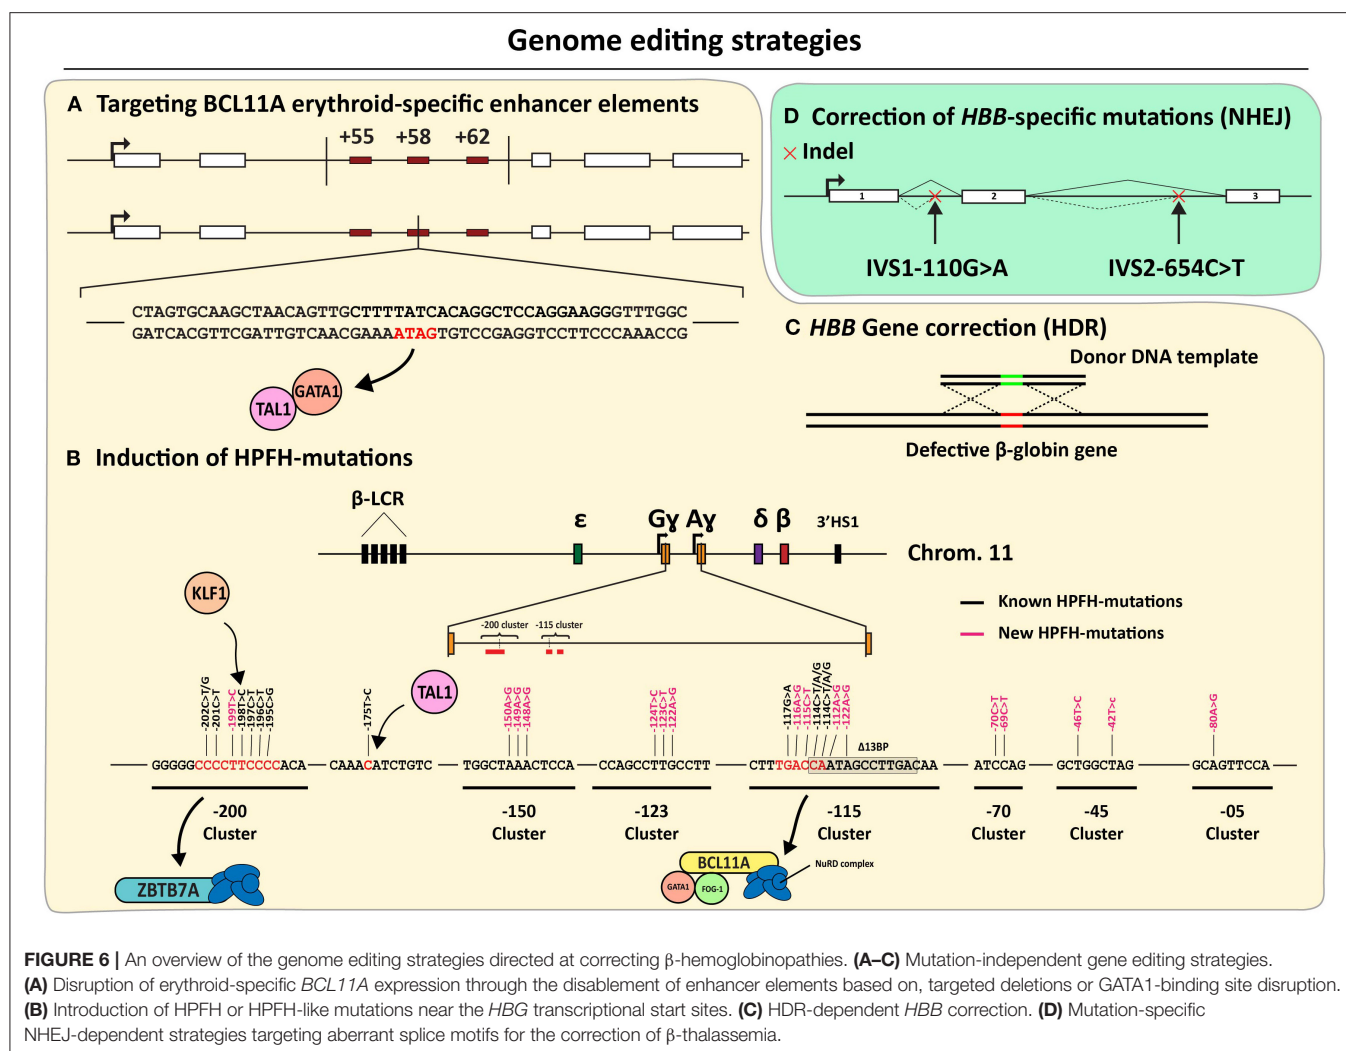 Genome editing strategies
A Targeting BCL11A erythroid-specific enhancer elements
+55 +58 +62
CTAGTGCAAGCTAACAGTTGCTTTTATCACAGGCTCCAGGAAGGGTTTGGC
GATCACGTTCGATTGTCAACGAAAATAGTGTCCGAGGTCCTTCCCAAACCG
TAL1 GATA1
D Correction of HBB-specific mutations (NHEJ)
× Indel
1 2 3
IVS1-110G>A IVS2-654C>T
C HBB Gene correction (HDR)
Donor DNA template
Defective β-globin gene
B Induction of HPFH-mutations
β-LCR
ε Gɣ Aɣ δ β 3'HS1
Chrom. 11
KLF1
Known HPFH-mutations
New HPFH-mutations
-200 cluster -115 cluster
TAL1
-202C>T/G
-201C>T
-199T>C
-198T>C
-197C>T
-196C>T
-195C>G
-175T>C
-150A>G
-149A>G
-148A>G
-124T>C
-123C>T
-122A>G
-117G>A
-116A>G
-115C>T
-114C>T/A/G
-114C>T/A/G
-112A>G
-122A>G
-70C>T
-69C>T
-46T>c
-42T>c
-80A>G
Δ13BP
GGGGGCCCCTTCCCCACA CAAACATCTGTC TGGCTAAACTCCA CCAGCCTTGCCTT CTTTGACCAATAGCCTTGACAA ATCCAG GCTGGCTAG GCAGTTCCA
-200 Cluster
-150 Cluster
-123 Cluster
-115 Cluster
-70 Cluster
-45 Cluster
-05 Cluster
ZBTB7A
BCL11A
GATA1 FOG-1
NuRD complex
FIGURE 6 | An overview of the genome editing strategies directed at correcting β-hemoglobinopathies. (A–C) Mutation-independent gene editing strategies.
(A) Disruption of erythroid-specific BCL11A expression through the disablement of enhancer elements based on, targeted deletions or GATA1-binding site disruption.
(B) Introduction of HPFH or HPFH-like mutations near the HBG transcriptional start sites. (C) HDR-dependent HBB correction. (D) Mutation-specific
NHEJ-dependent strategies targeting aberrant splice motifs for the correction of β-thalassemia.